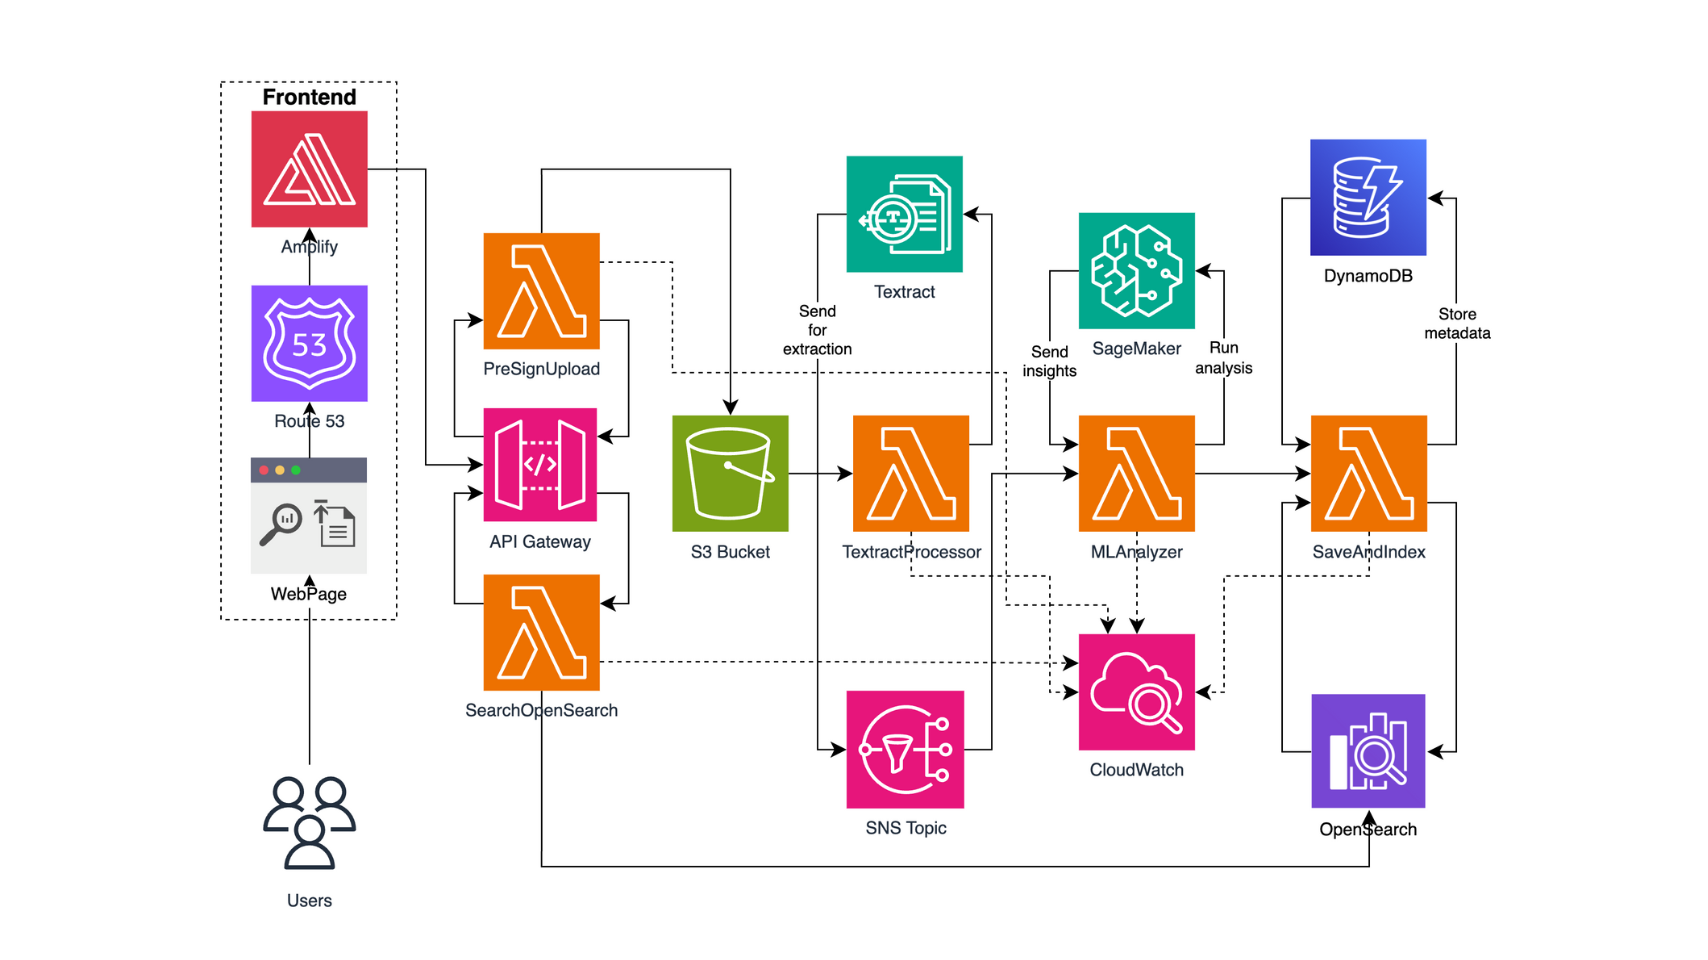 Frontend
Amplify
53
Route 53
WebPage
Users
PreSignUpload
</>
API Gateway
SearchOpenSearch
S3 Bucket
T
Textract
Send
for
extraction
TextractProcessor
SNS Topic
SageMaker
Send
insights
Run
analysis
MLAnalyzer
CloudWatch
DynamoDB
Store
metadata
SaveAndIndex
OpenSearch